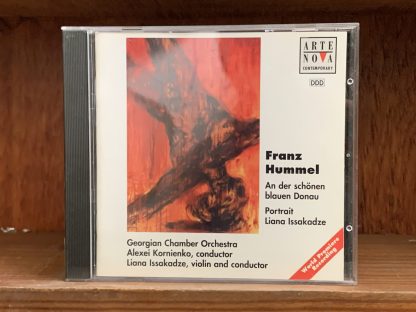 ARTE
NOVA
CONTEMPORARY
DDD
Franz
Hummel
An der schönen
blauen Donau
Portrait
Liana Issakadze
Georgian Chamber Orchestra
Alexei Kornienko, conductor
Liana Issakadze, violin and conductor
World Premiere
Recording